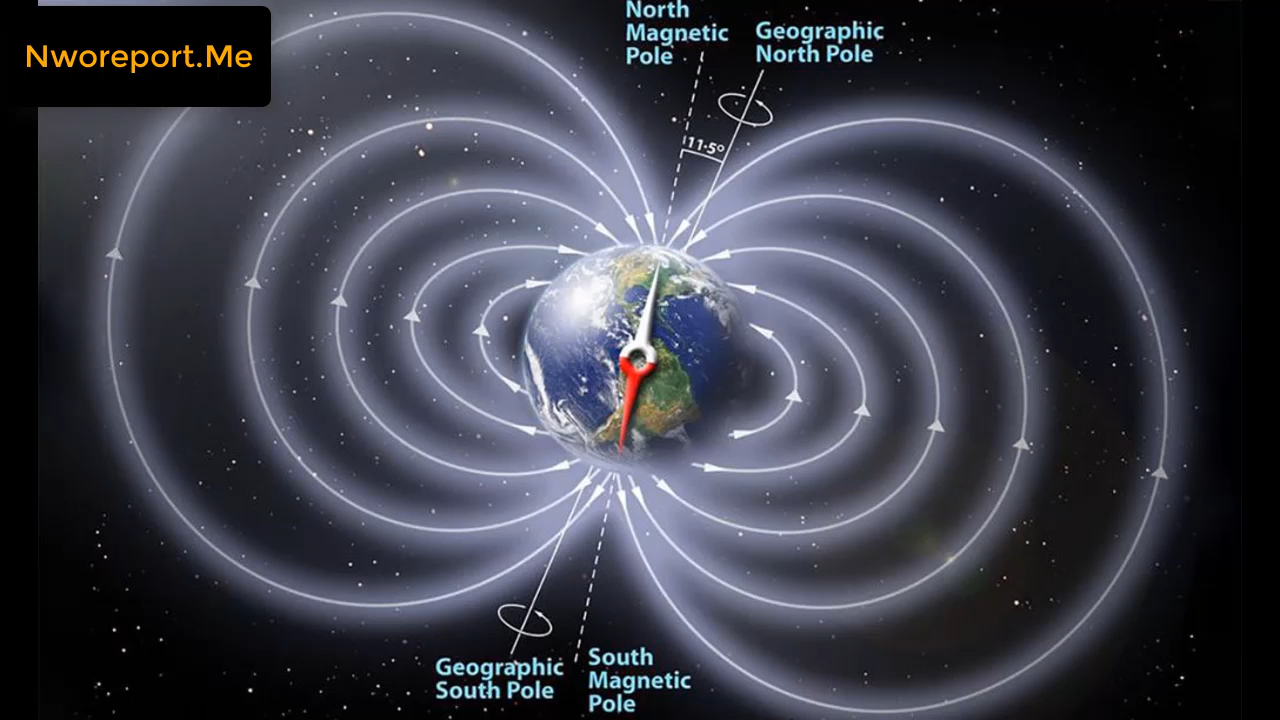 Nworeport.Me
North
Magnetic
Pole
Geographic
North Pole
11·5°
Geographic
South Pole
South
Magnetic
Pole